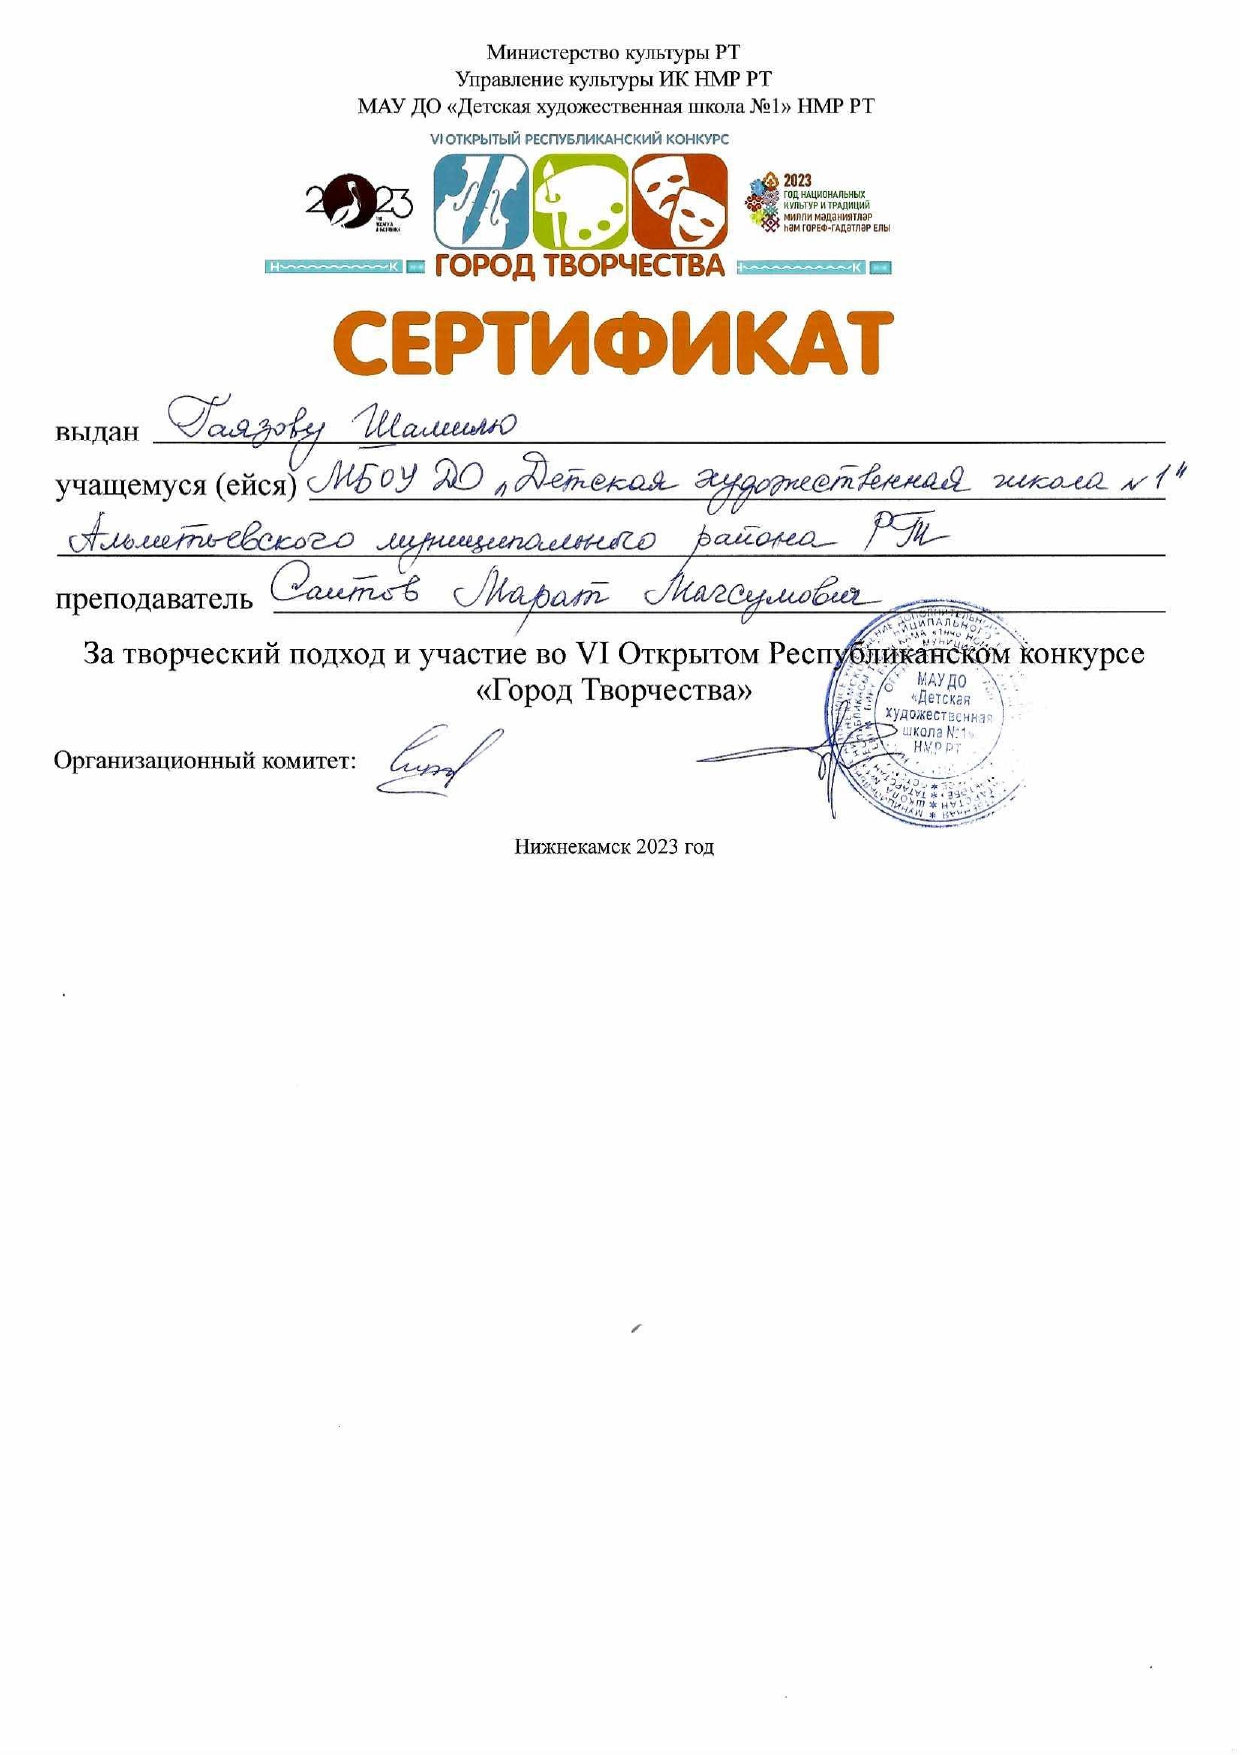 Министерство культуры РТ
Управление культуры ИК НМР РТ
МАУ ДО «Детская художественная школа №1» НМР РТ
VI ОТКРЫТЫЙ РЕСПУБЛИКАНСКИЙ КОНКУРС
2023
2023
ГОД НАЦИОНАЛЬНЫХ
КУЛЬТУР И ТРАДИЦИЙ
МИЛЛИ МӘДӘНИЯТЛӘР
ҺӘМ ГОРЕФ-ГАДӘТЛӘР ЕЛЫ
Н К ГОРОД ТВОРЧЕСТВА Н К
СЕРТИФИКАТ
выдан Гаязову Шамилю
учащемуся (ейся) МБОУ ДО „Детская художественная школа №1"
Альметьевского муниципального района РТ
преподаватель Саитов Марат Магсумович
За творческий подход и участие во VI Открытом Республиканском конкурсе
«Город Творчества»
МАУ ДО
«Детская
художественная
школа №1»
НМР РТ
Организационный комитет:
Нижнекамск 2023 год